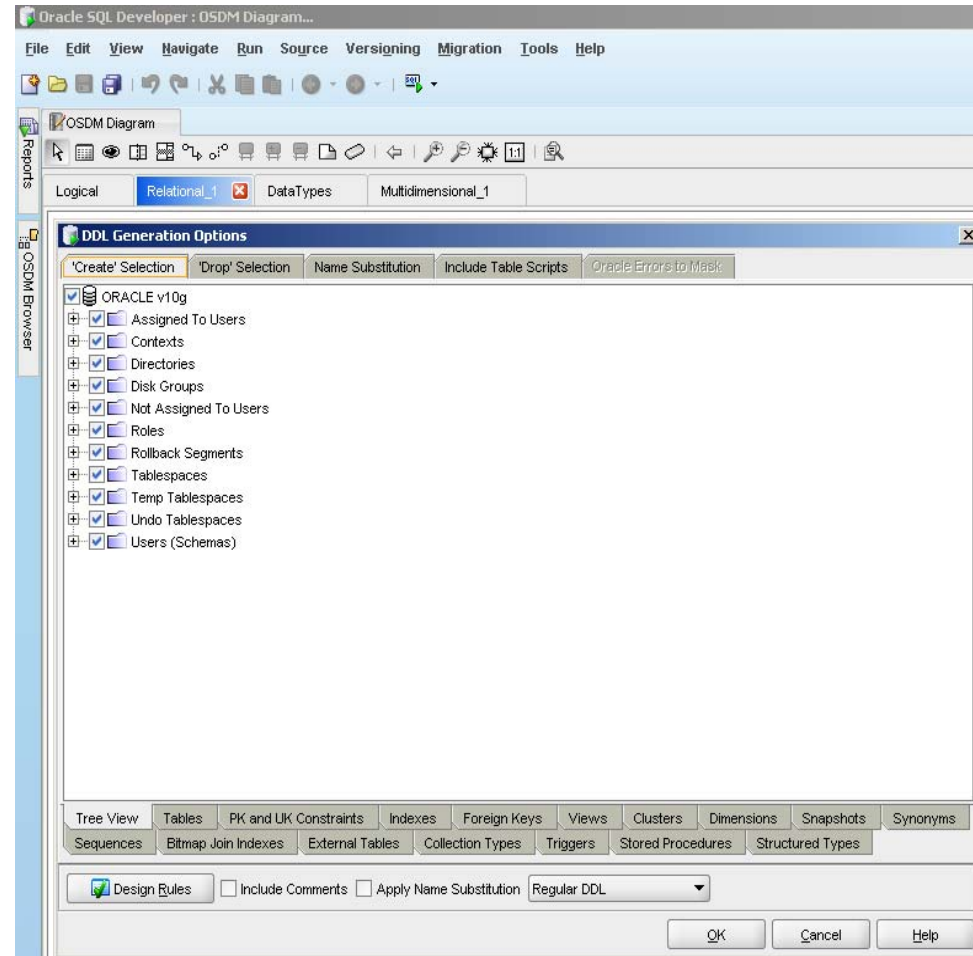 Oracle SQL Developer : OSDM Diagram...
File Edit View Navigate Run Source Versioning Migration Tools Help
OSDM Diagram
Reports
1:1
Logical Relational_1 DataTypes Multidimensional_1
OSDM Browser
DDL Generation Options
'Create' Selection 'Drop' Selection Name Substitution Include Table Scripts Oracle Errors to Mask
ORACLE v10g
Assigned To Users
Contexts
Directories
Disk Groups
Not Assigned To Users
Roles
Rollback Segments
Tablespaces
Temp Tablespaces
Undo Tablespaces
Users (Schemas)
Tree View Tables PK and UK Constraints Indexes Foreign Keys Views Clusters Dimensions Snapshots Synonyms
Sequences Bitmap Join Indexes External Tables Collection Types Triggers Stored Procedures Structured Types
Design Rules Include Comments Apply Name Substitution Regular DDL
OK Cancel Help